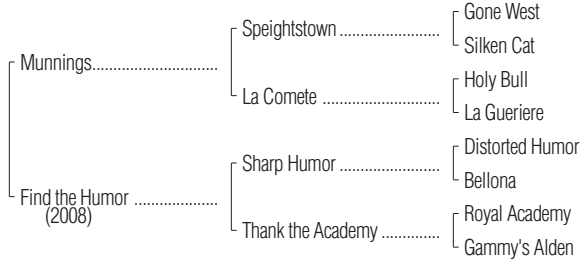 Gone West
Speightstown ....................
Silken Cat
Munnings.........................
Holy Bull
La Comete ........................
La Gueriere
Distorted Humor
Sharp Humor ....................
Bellona
Find the Humor .................
(2008)
Royal Academy
Thank the Academy ............
Gammy's Alden